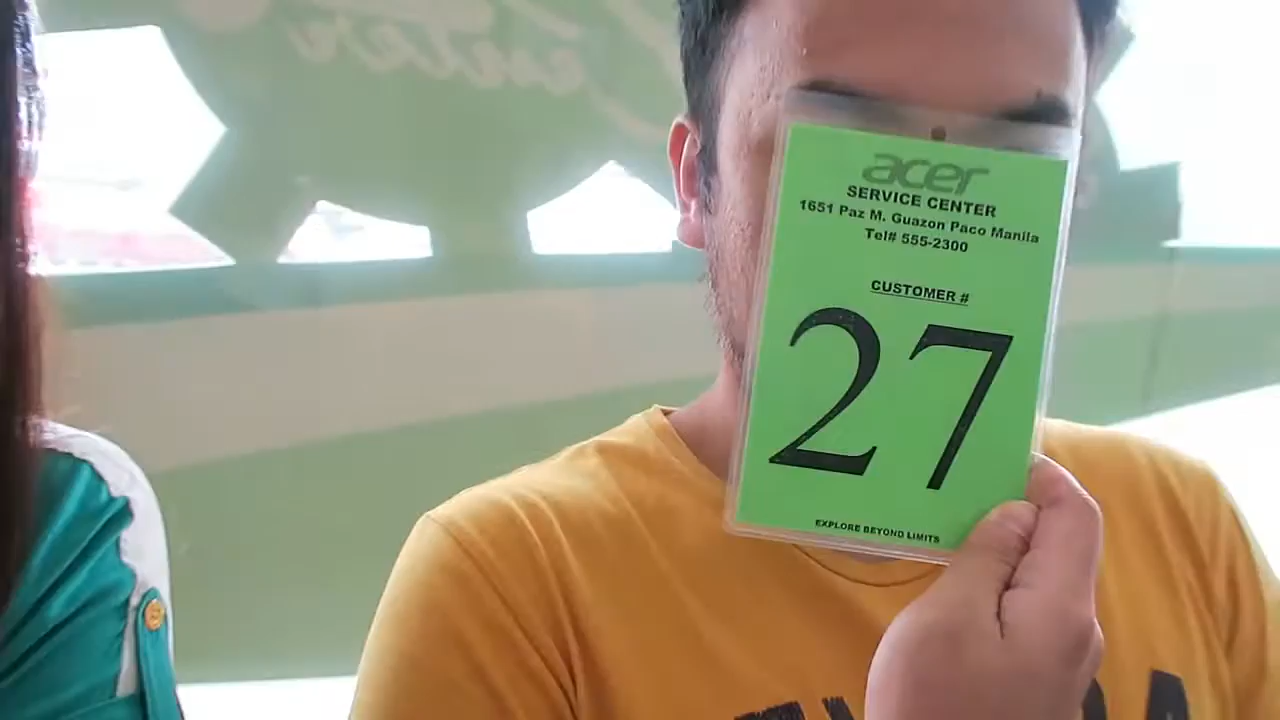 acer
SERVICE CENTER
1651 Paz M. Guazon Paco Manila
Tel# 555-2300
CUSTOMER #
27
EXPLORE BEYOND LIMITS